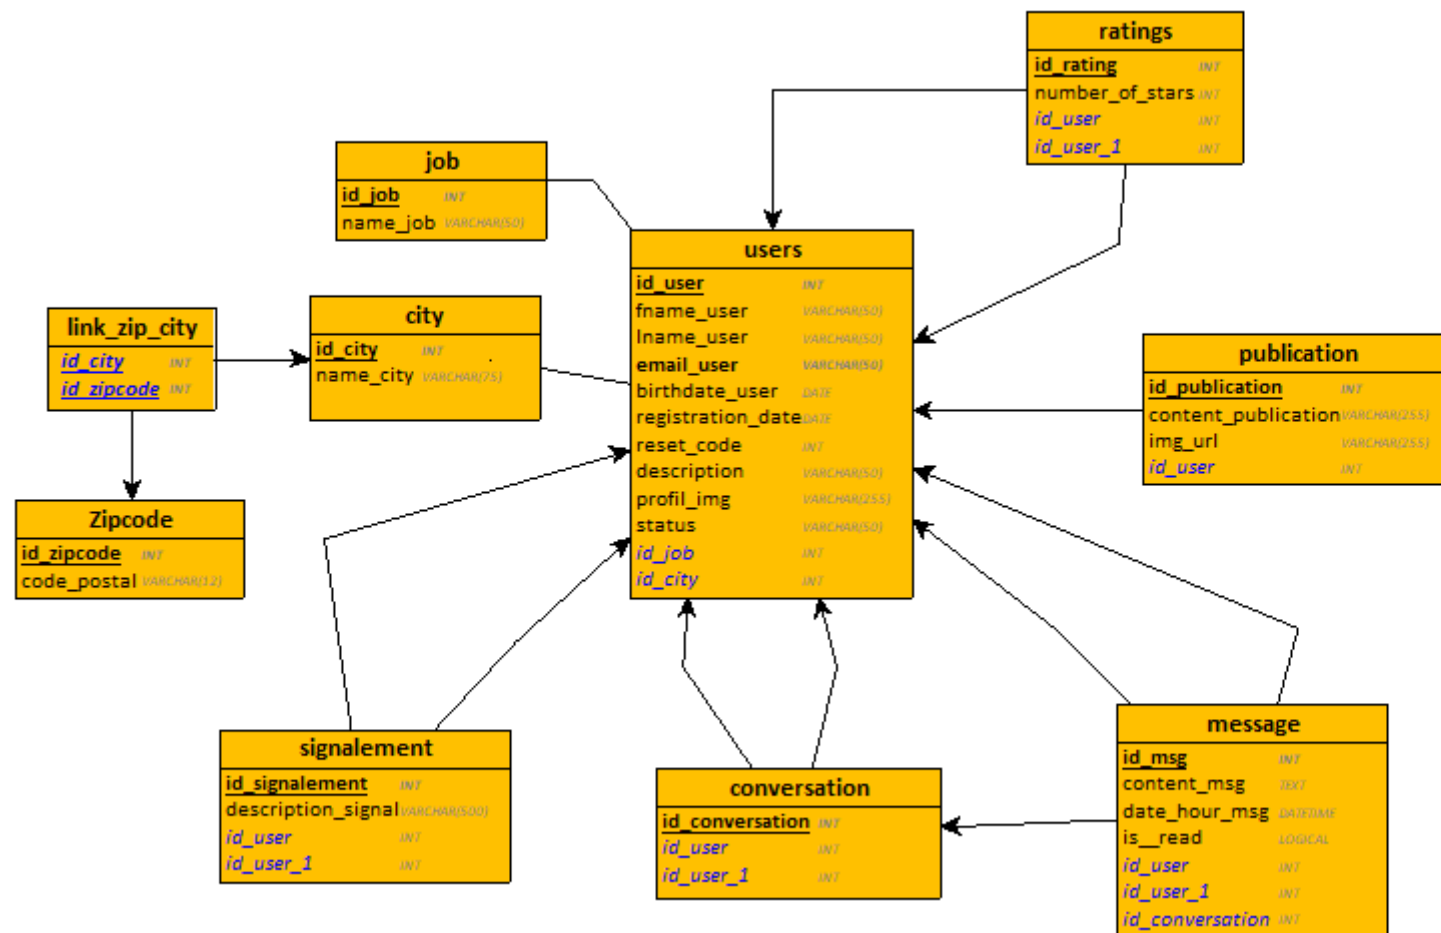 ratings
id_rating INT
number_of_stars INT
id_user INT
id_user_1 INT
job
id_job INT
name_job VARCHAR(50)
users
id_user INT
fname_user VARCHAR(50)
lname_user VARCHAR(50)
email_user VARCHAR(50)
birthdate_user DATE
registration_date DATE
reset_code INT
description VARCHAR(50)
profil_img VARCHAR(255)
status VARCHAR(50)
id_job INT
id_city INT
link_zip_city
id_city INT
id_zipcode INT
city
id_city INT
name_city VARCHAR(75)
publication
id_publication INT
content_publication VARCHAR(255)
img_url VARCHAR(255)
id_user INT
Zipcode
id_zipcode INT
code_postal VARCHAR(12)
signalement
id_signalement INT
description_signal VARCHAR(500)
id_user INT
id_user_1 INT
conversation
id_conversation INT
id_user INT
id_user_1 INT
message
id_msg INT
content_msg TEXT
date_hour_msg DATETIME
is__read LOGICAL
id_user INT
id_user_1 INT
id_conversation INT